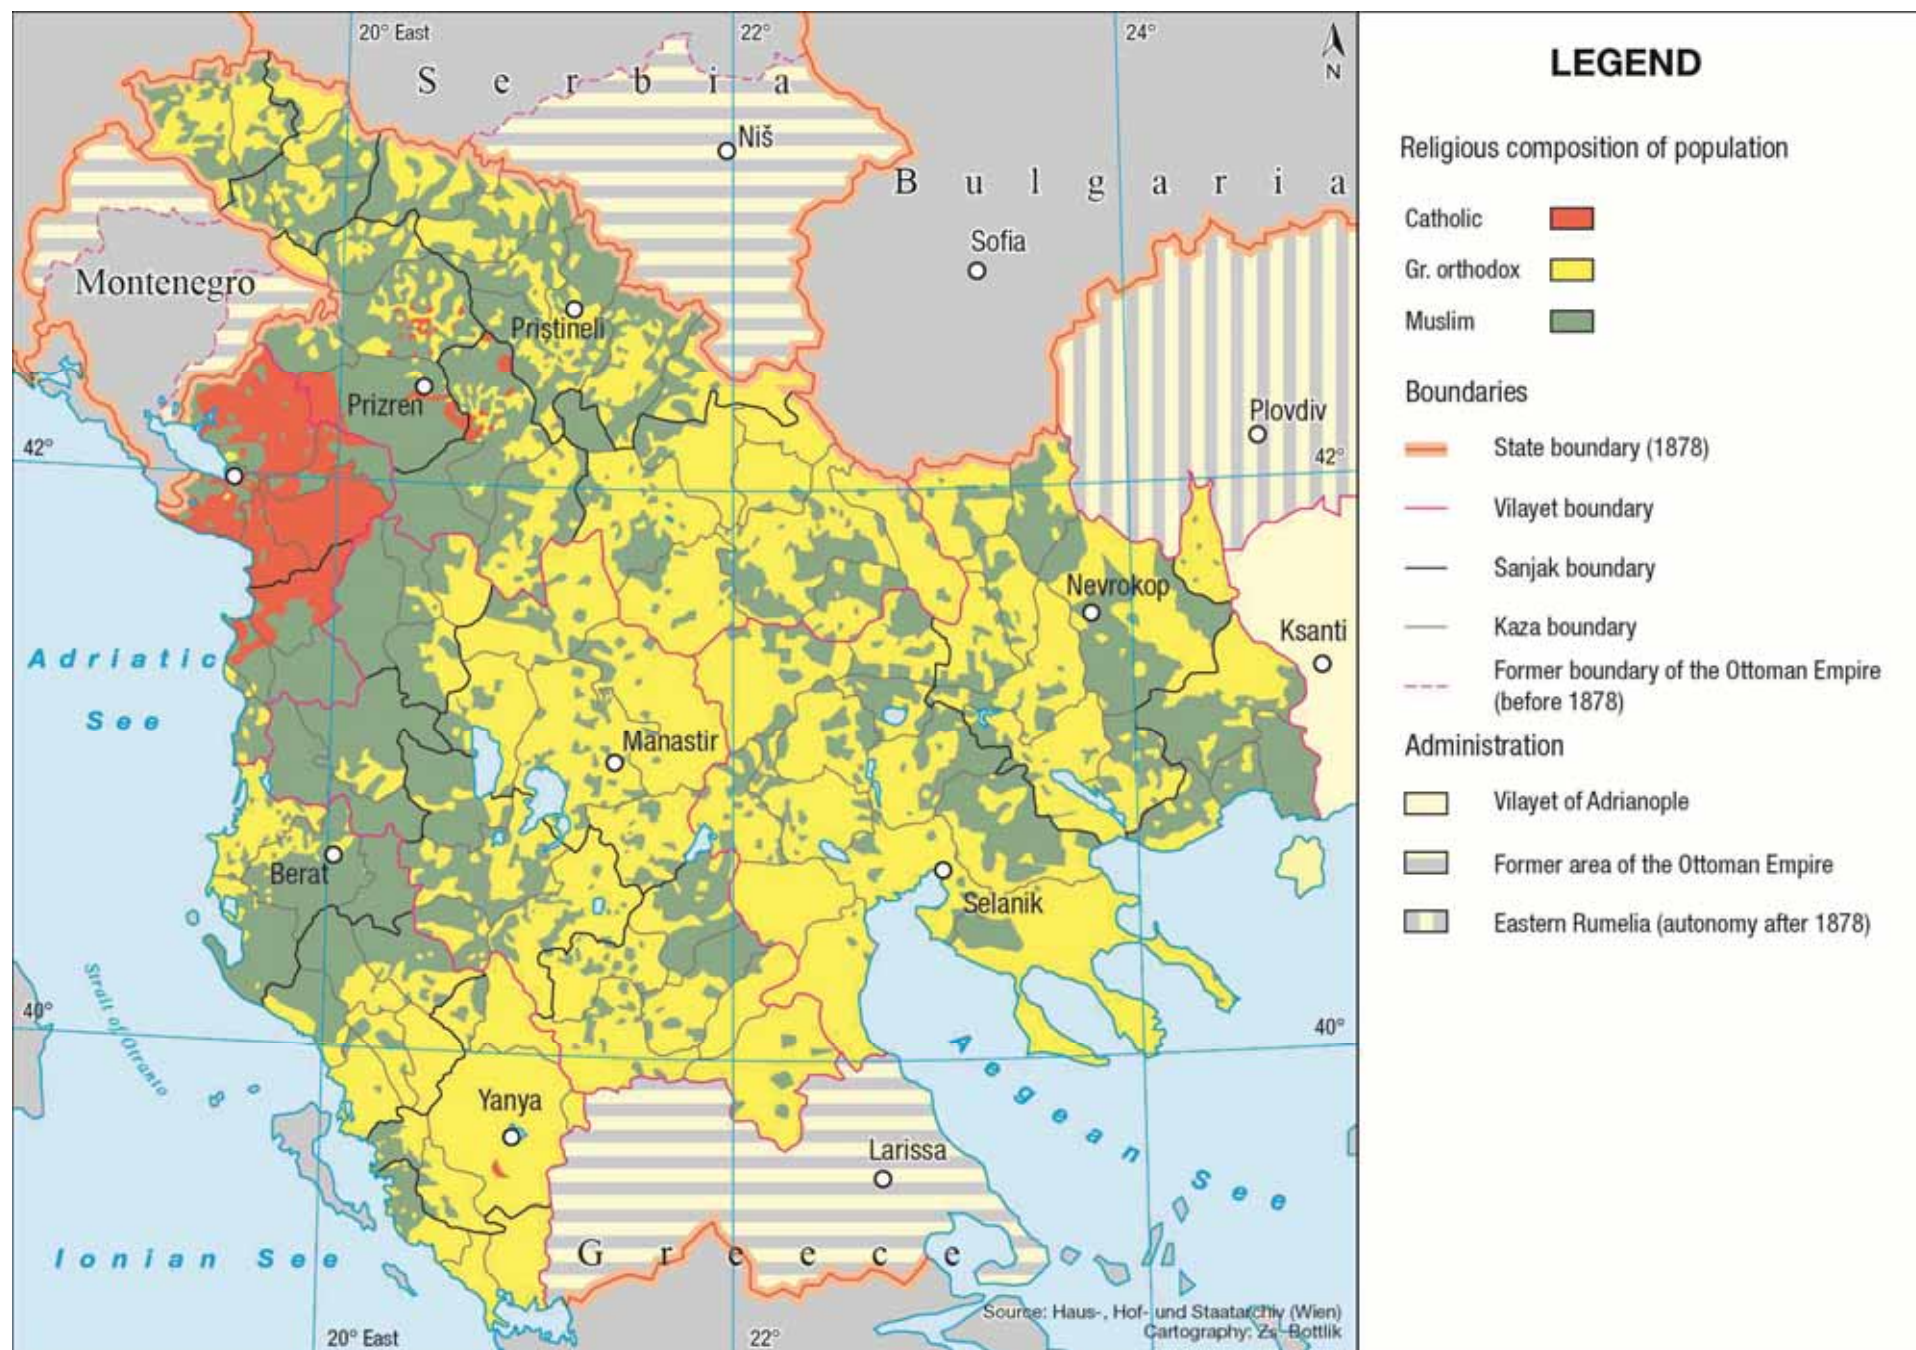 20° East
22°
24°
N
Serbia
Niš
Bulgaria
Sofia
Montenegro
Priştineli
Prizren
Plovdiv
42°
42°
Nevrokop
Ksanti
Adriatic
See
Manastir
Berat
Selanik
Strait of Otranto
40°
40°
Aegean See
Yanya
Larissa
Ionian See
Greece
20° East
22°
Source: Haus-, Hof- und Staatarchiv (Wien)
Cartography: Zs. Bottlik
LEGEND
Religious composition of population
Catholic
Gr. orthodox
Muslim
Boundaries
State boundary (1878)
Vilayet boundary
Sanjak boundary
Kaza boundary
Former boundary of the Ottoman Empire
(before 1878)
Administration
Vilayet of Adrianople
Former area of the Ottoman Empire
Eastern Rumelia (autonomy after 1878)